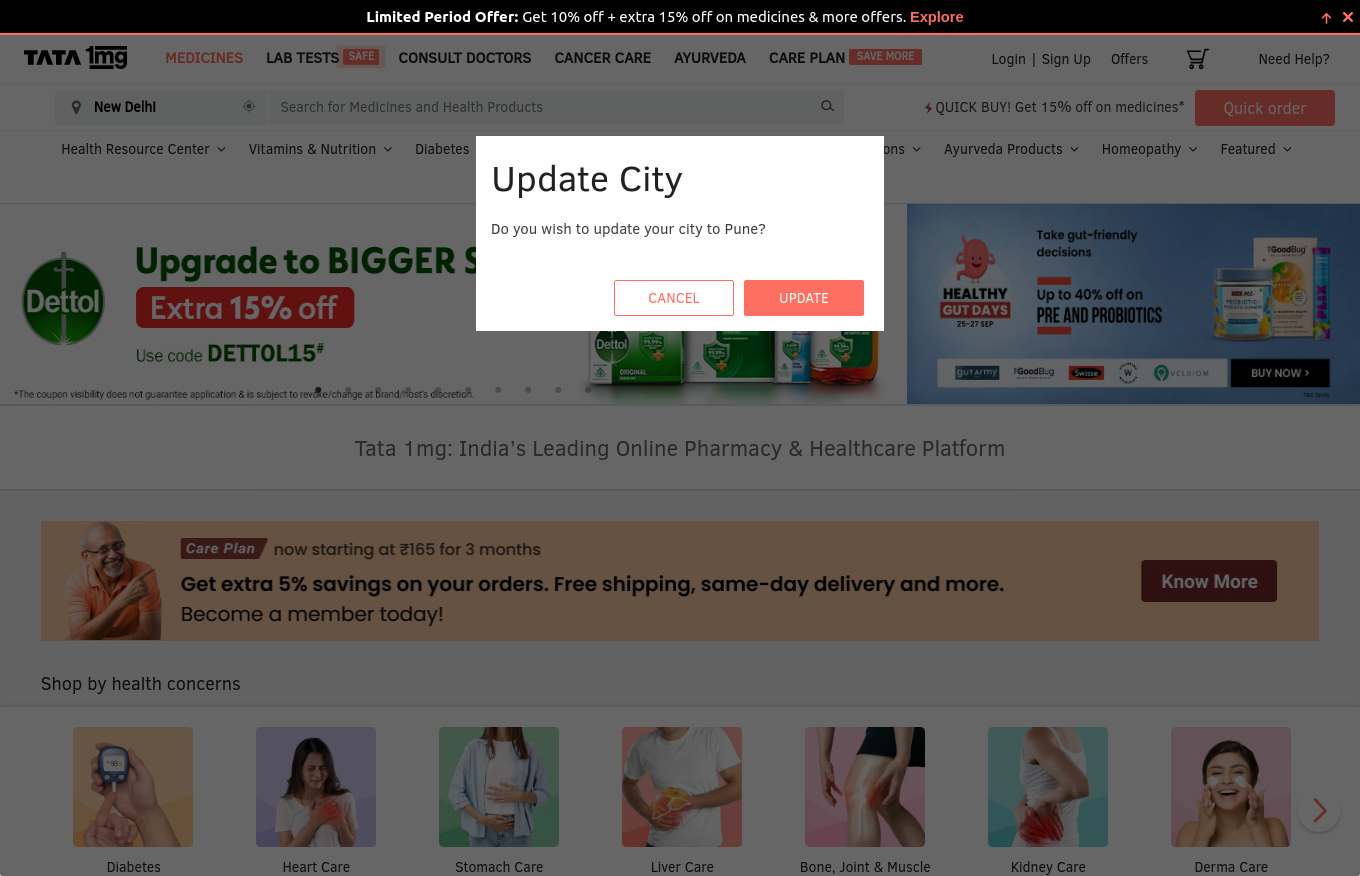 Limited Period Offer: Get 10% off + extra 15% off on medicines & more offers. Explore
TATA 1mg
MEDICINES LAB TESTS SAFE CONSULT DOCTORS CANCER CARE AYURVEDA CARE PLAN SAVE MORE Login | Sign Up Offers Need Help?
New Delhi Search for Medicines and Health Products QUICK BUY! Get 15% off on medicines* Quick order
Health Resource Center Vitamins & Nutrition Diabetes ons Ayurveda Products Homeopathy Featured
Update City
Do you wish to update your city to Pune?
CANCEL UPDATE
Dettol
Upgrade to BIGGER S
Extra 15% off
Use code DETTOL15#
*The coupon visibility does not guarantee application & is subject to revoke/change at brand/host's discretion.
Dettol
ORIGINAL
HEALTHY
GUT DAYS
25-27 SEP
Take gut-friendly
decisions
Up to 40% off on
PRE AND PROBIOTICS
theGoodBug
PLIX
gutarmy theGoodBug Swisse W VELBIOM BUY NOW >
T&C apply
Tata 1mg: India's Leading Online Pharmacy & Healthcare Platform
Care Plan now starting at ₹165 for 3 months
Get extra 5% savings on your orders. Free shipping, same-day delivery and more.
Become a member today!
Know More
Shop by health concerns
Diabetes Heart Care Stomach Care Liver Care Bone, Joint & Muscle Kidney Care Derma Care